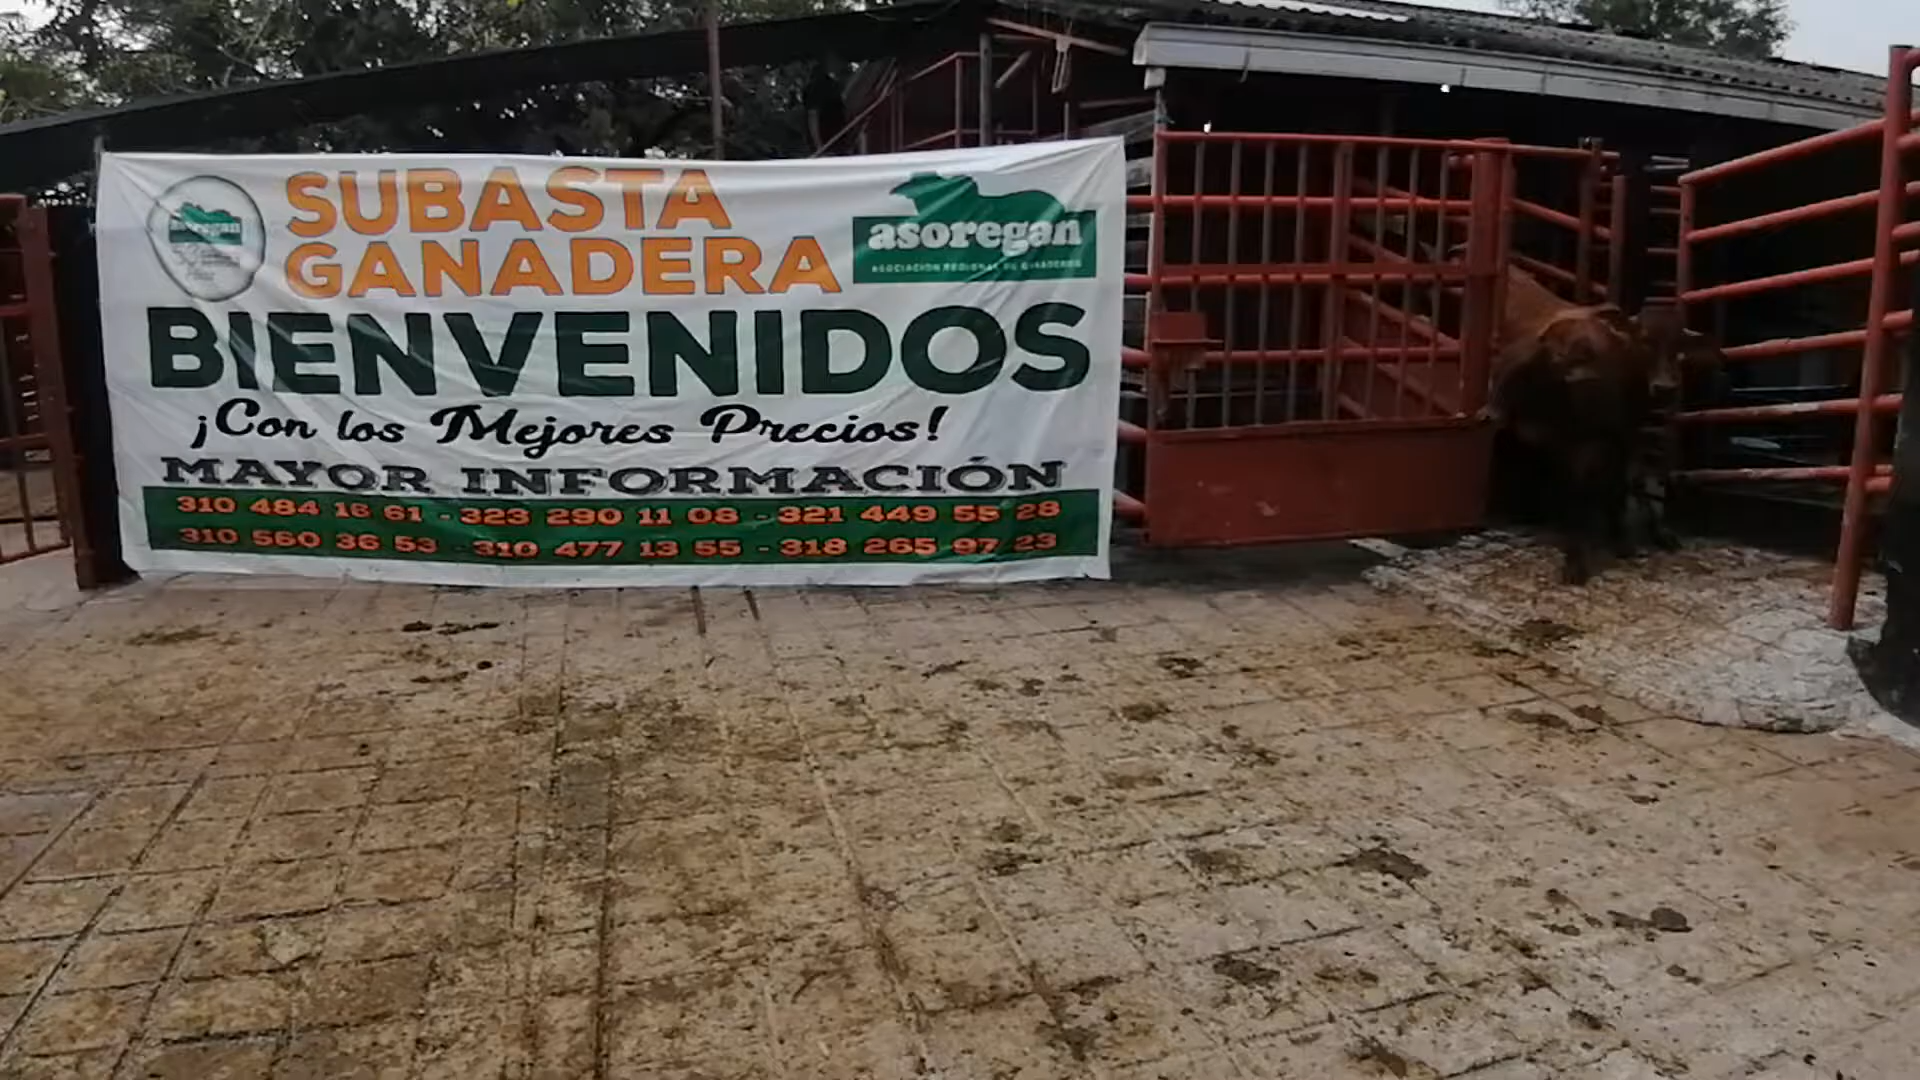 SUBASTA
GANADERA
asoregan
asoregan
ASOCIACION REGIONAL DE GANADEROS
BIENVENIDOS
¡Con los Mejores Precios!
MAYOR INFORMACIÓN
310 484 16 61 - 323 290 11 08 - 321 449 55 28
310 560 36 53 - 310 477 13 55 - 318 265 97 23